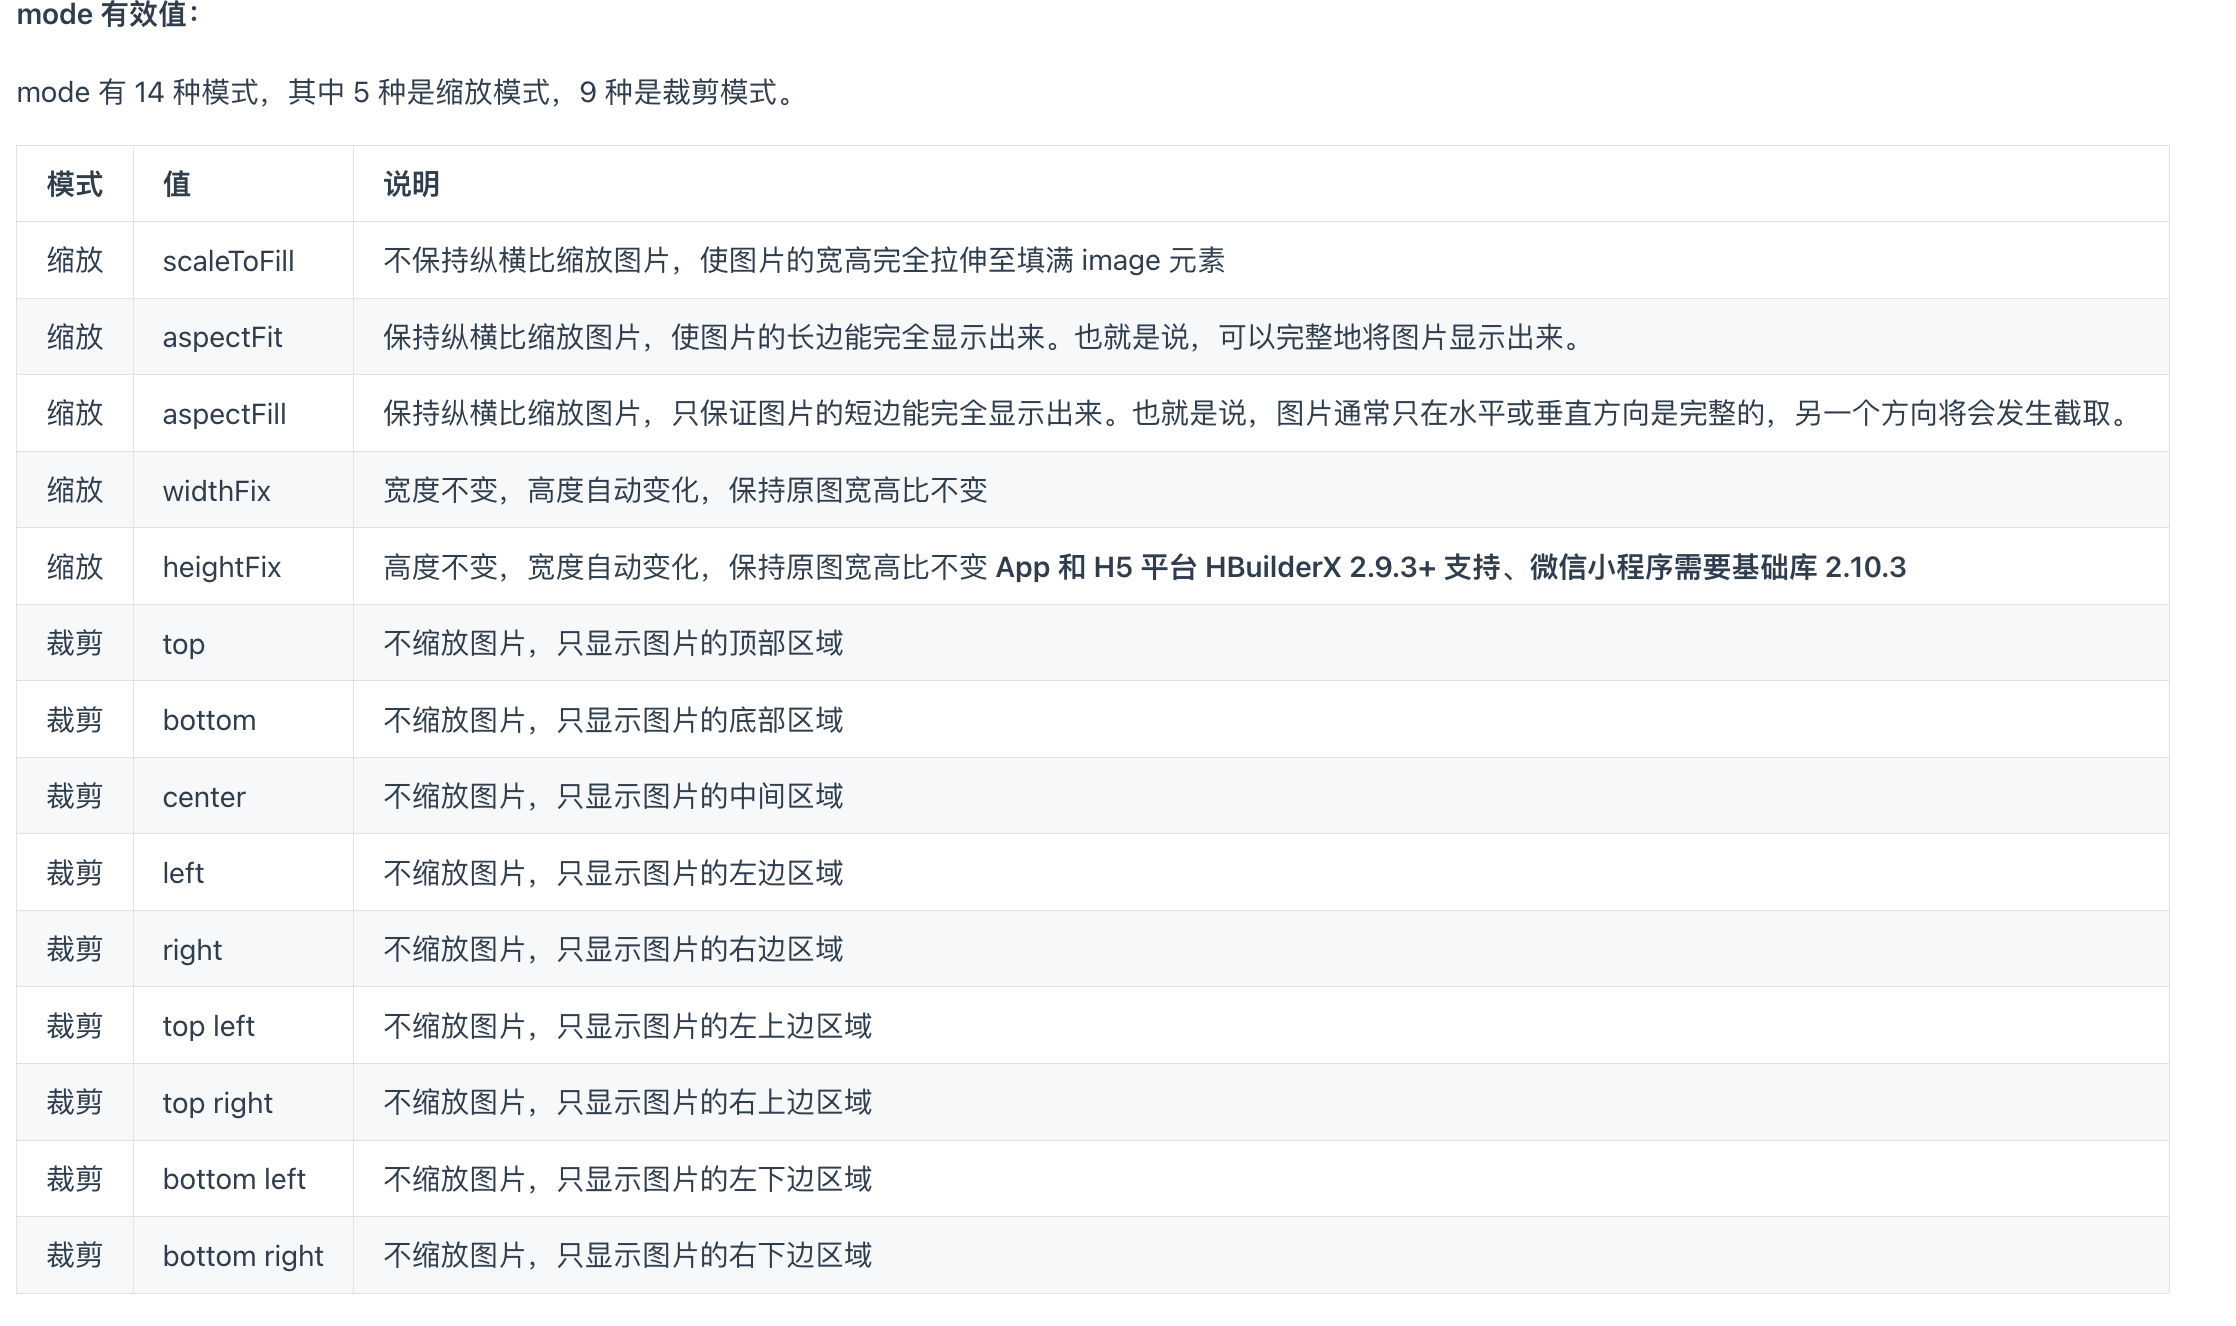 mode 有效值：
mode 有 14 种模式，其中 5 种是缩放模式，9 种是裁剪模式。
模式 值 说明
缩放 scaleToFill 不保持纵横比缩放图片，使图片的宽高完全拉伸至填满 image 元素
缩放 aspectFit 保持纵横比缩放图片，使图片的长边能完全显示出来。也就是说，可以完整地将图片显示出来。
缩放 aspectFill 保持纵横比缩放图片，只保证图片的短边能完全显示出来。也就是说，图片通常只在水平或垂直方向是完整的，另一个方向将会发生截取。
缩放 widthFix 宽度不变，高度自动变化，保持原图宽高比不变
缩放 heightFix 高度不变，宽度自动变化，保持原图宽高比不变 App 和 H5 平台 HBuilderX 2.9.3+ 支持、微信小程序需要基础库 2.10.3
裁剪 top 不缩放图片，只显示图片的顶部区域
裁剪 bottom 不缩放图片，只显示图片的底部区域
裁剪 center 不缩放图片，只显示图片的中间区域
裁剪 left 不缩放图片，只显示图片的左边区域
裁剪 right 不缩放图片，只显示图片的右边区域
裁剪 top left 不缩放图片，只显示图片的左上边区域
裁剪 top right 不缩放图片，只显示图片的右上边区域
裁剪 bottom left 不缩放图片，只显示图片的左下边区域
裁剪 bottom right 不缩放图片，只显示图片的右下边区域